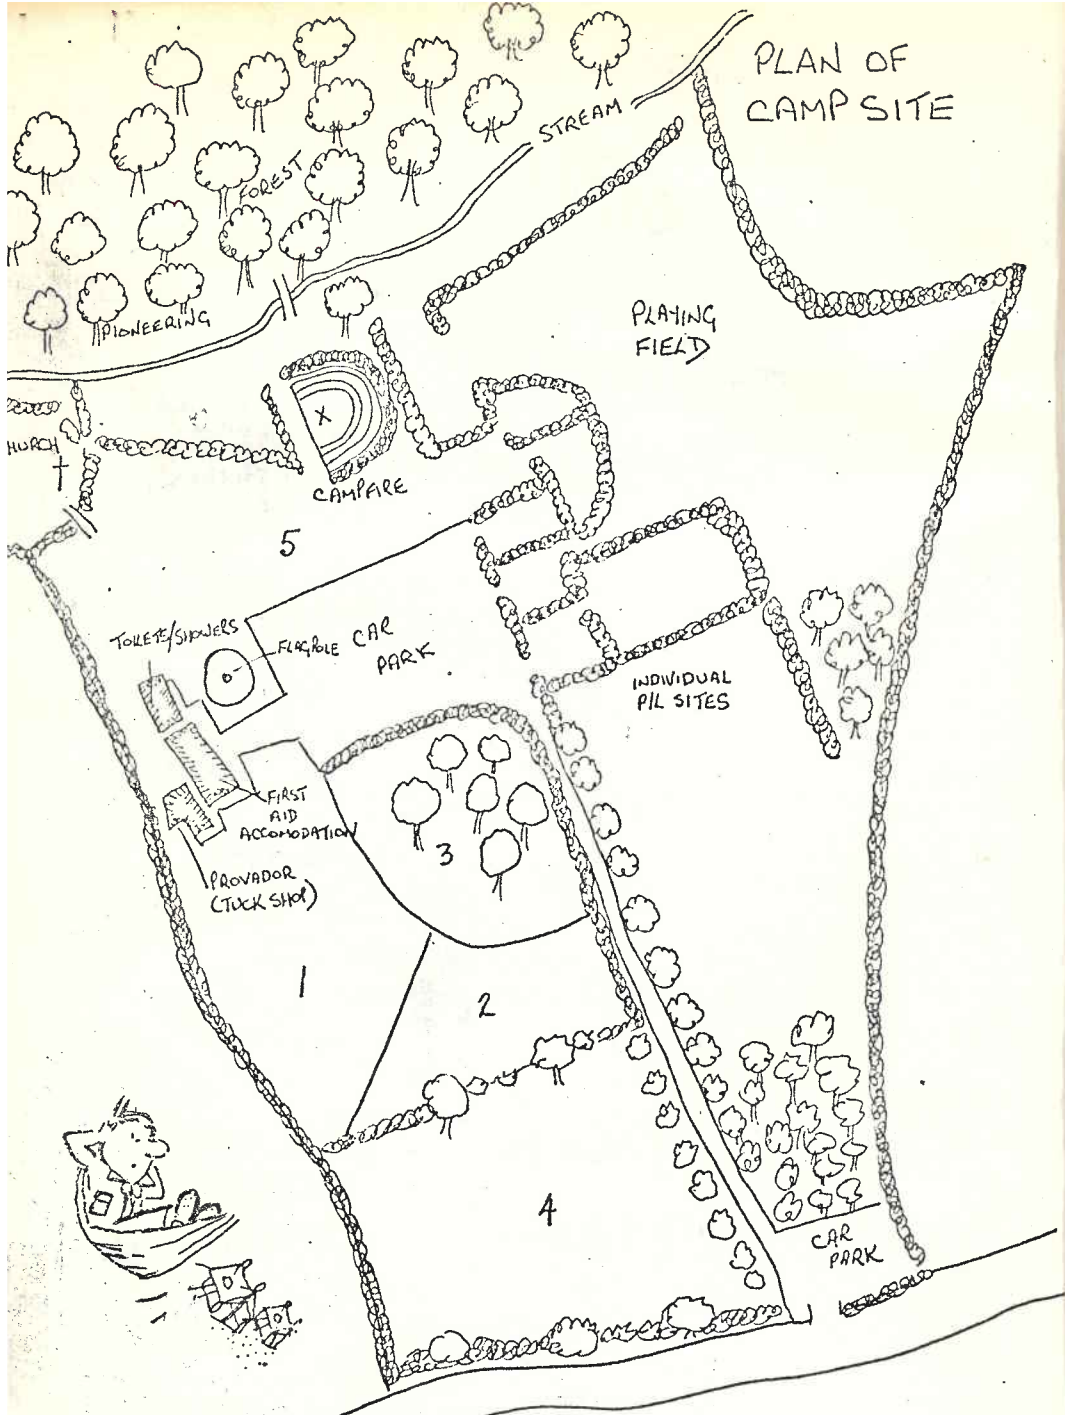 PLAN OF
CAMP SITE
STREAM
FOREST
PIONEERING
PLAYING
FIELD
HURCH
X
CAMPFIRE
5
TOILETE/SHOWERS
FLAGPOLE
CAR
PARK
INDIVIDUAL
P/L SITES
FIRST
AID
ACCOMODATION
3
PROVADOR
(TUCK SHOP)
1
2
4
CAR
PARK